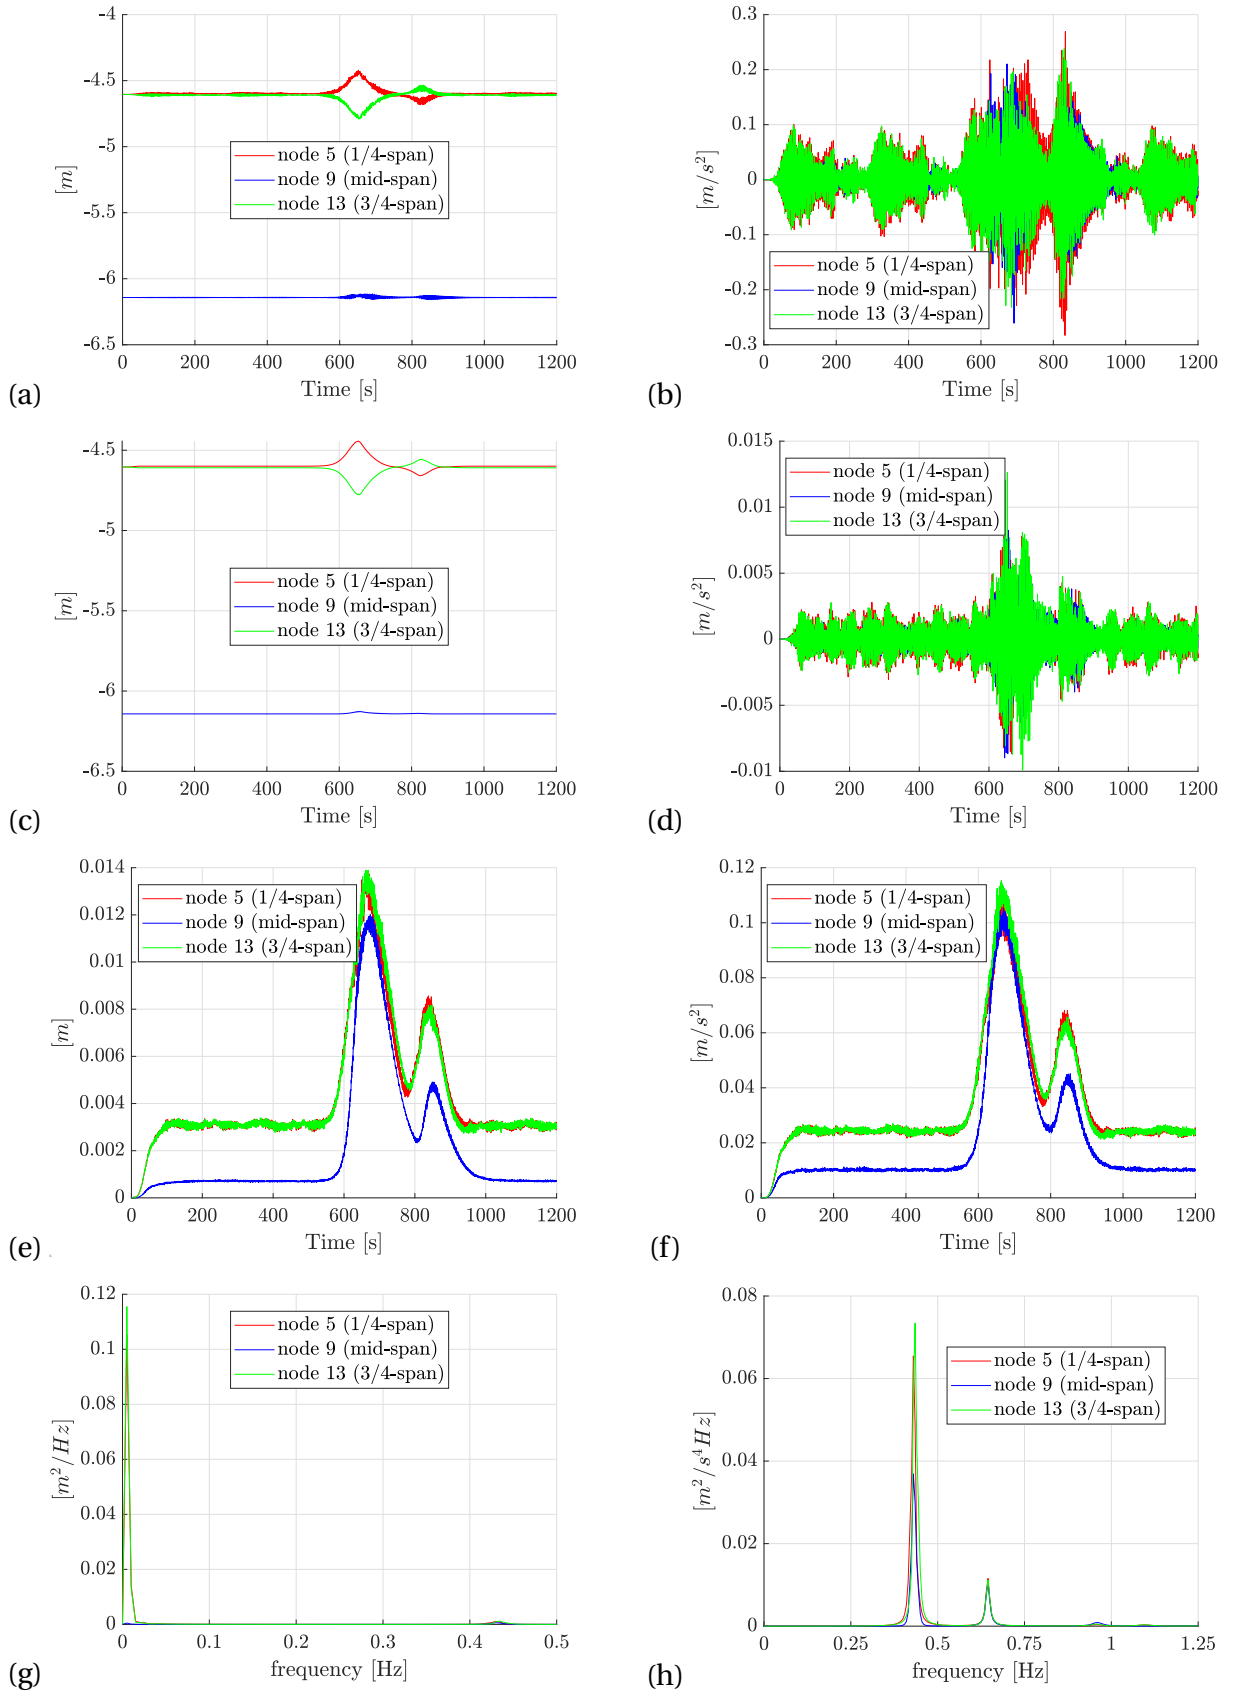 -4
-4.5
-5
-5.5
-6
-6.5
[m]
node 5 (1/4-span)
node 9 (mid-span)
node 13 (3/4-span)
0 200 400 600 800 1000 1200
Time [s]
(a)
0.3
0.2
0.1
0
-0.1
-0.2
-0.3
[m/s²]
node 5 (1/4-span)
node 9 (mid-span)
node 13 (3/4-span)
0 200 400 600 800 1000 1200
Time [s]
(b)
-4.5
-5
-5.5
-6
-6.5
[m]
node 5 (1/4-span)
node 9 (mid-span)
node 13 (3/4-span)
0 200 400 600 800 1000 1200
Time [s]
(c)
0.015
0.01
0.005
0
-0.005
-0.01
[m/s²]
node 5 (1/4-span)
node 9 (mid-span)
node 13 (3/4-span)
0 200 400 600 800 1000 1200
Time [s]
(d)
0.014
0.012
0.01
0.008
0.006
0.004
0.002
0
[m]
node 5 (1/4-span)
node 9 (mid-span)
node 13 (3/4-span)
0 200 400 600 800 1000 1200
Time [s]
(e)
0.12
0.1
0.08
0.06
0.04
0.02
0
[m/s²]
node 5 (1/4-span)
node 9 (mid-span)
node 13 (3/4-span)
0 200 400 600 800 1000 1200
Time [s]
(f)
0.12
0.1
0.08
0.06
0.04
0.02
0
[m²/Hz]
node 5 (1/4-span)
node 9 (mid-span)
node 13 (3/4-span)
0 0.1 0.2 0.3 0.4 0.5
frequency [Hz]
(g)
0.08
0.06
0.04
0.02
0
[m²/s⁴Hz]
node 5 (1/4-span)
node 9 (mid-span)
node 13 (3/4-span)
0 0.25 0.5 0.75 1 1.25
frequency [Hz]
(h)